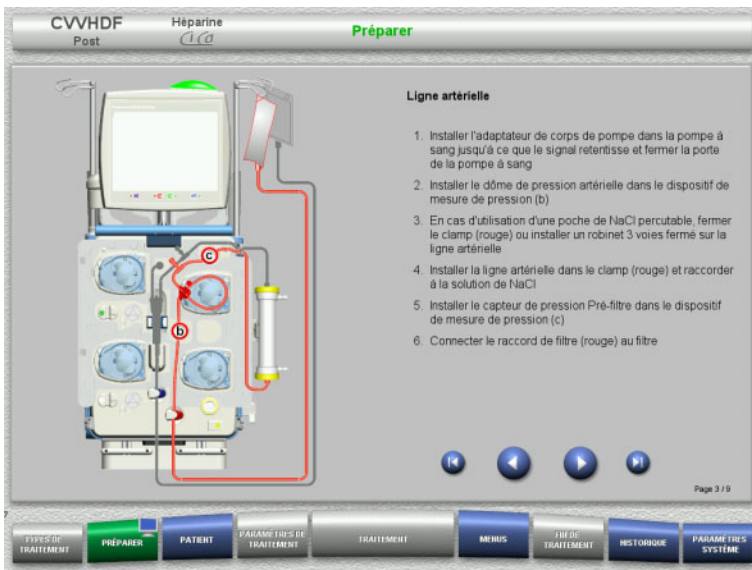 CVVHDF
Post
Héparine
CiCa
Préparer
Ligne artérielle
1. Installer l'adaptateur de corps de pompe dans la pompe à
sang jusqu'à ce que le signal retentisse et fermer la porte
de la pompe à sang
2. Installer le dôme de pression artérielle dans le dispositif de
mesure de pression (b)
3. En cas d'utilisation d'une poche de NaCl percutable, fermer
le clamp (rouge) ou installer un robinet 3 voies fermé sur la
ligne artérielle
4. Installer la ligne artérielle dans le clamp (rouge) et raccorder
à la solution de NaCl
5. Installer le capteur de pression Pré-filtre dans le dispositif
de mesure de pression (c)
6. Connecter le raccord de filtre (rouge) au filtre
c
b
Page 3 / 9
7
TYPES DE
TRAITEMENT
PRÉPARER
PATIENT
PARAMÈTRES DE
TRAITEMENT
TRAITEMENT
MENUS
FIN DE
TRAITEMENT
HISTORIQUE
PARAMÈTRES
SYSTÈME